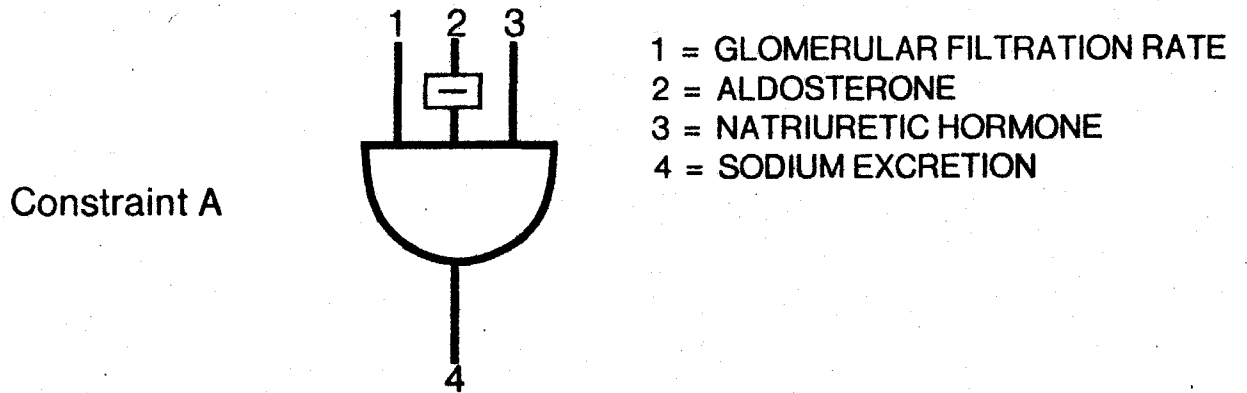 1 2 3
1 = GLOMERULAR FILTRATION RATE
2 = ALDOSTERONE
−
3 = NATRIURETIC HORMONE
4 = SODIUM EXCRETION
Constraint A
4